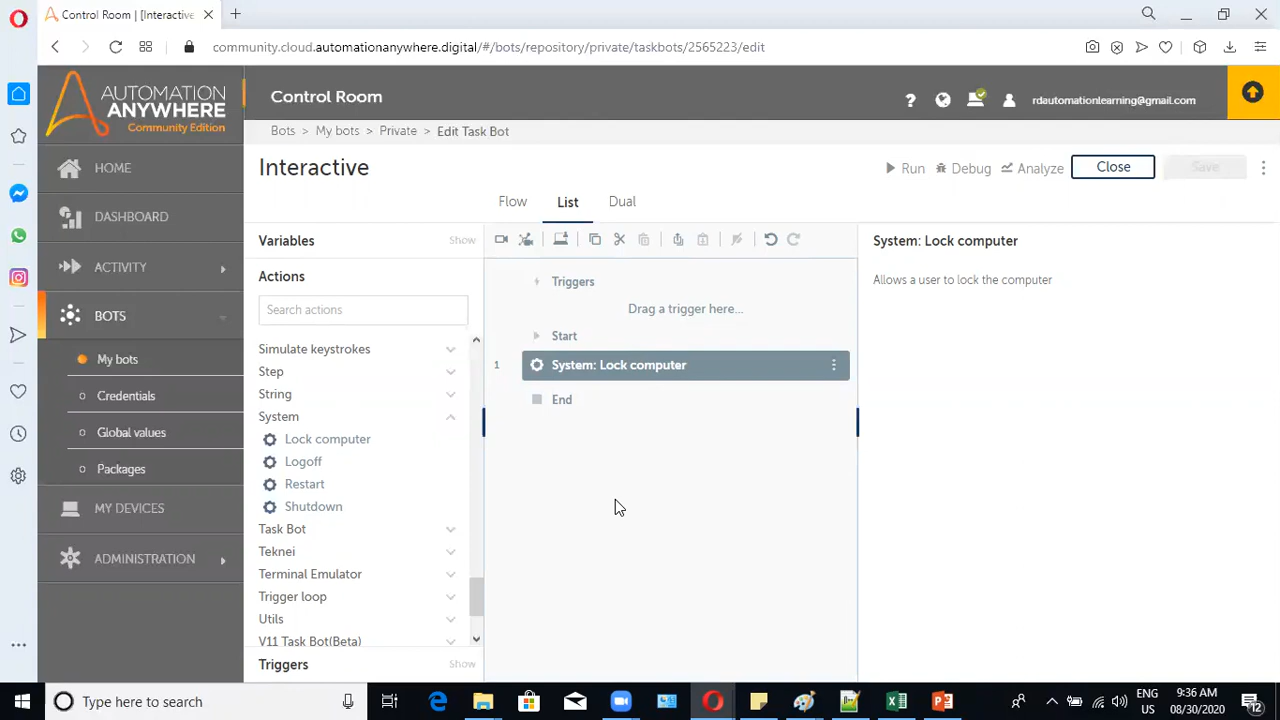 Control Room | [Interactive
community.cloud.automationanywhere.digital/#/bots/repository/private/taskbots/2565223/edit
AUTOMATION
ANYWHERE
Community Edition
Control Room
rdautomationlearning@gmail.com
Bots > My bots > Private > Edit Task Bot
HOME
DASHBOARD
ACTIVITY
BOTS
My bots
Credentials
Global values
Packages
MY DEVICES
ADMINISTRATION
Interactive
Run
Debug
Analyze
Close
Save
Flow
List
Dual
Variables
Show
Actions
Search actions
Simulate keystrokes
Step
String
System
Lock computer
Logoff
Restart
Shutdown
Task Bot
Teknei
Terminal Emulator
Trigger loop
Utils
V11 Task Bot(Beta)
Triggers
Show
Triggers
Drag a trigger here...
Start
1 System: Lock computer
End
System: Lock computer
Allows a user to lock the computer
Type here to search
ENG
US
9:36 AM
08/30/2020
12